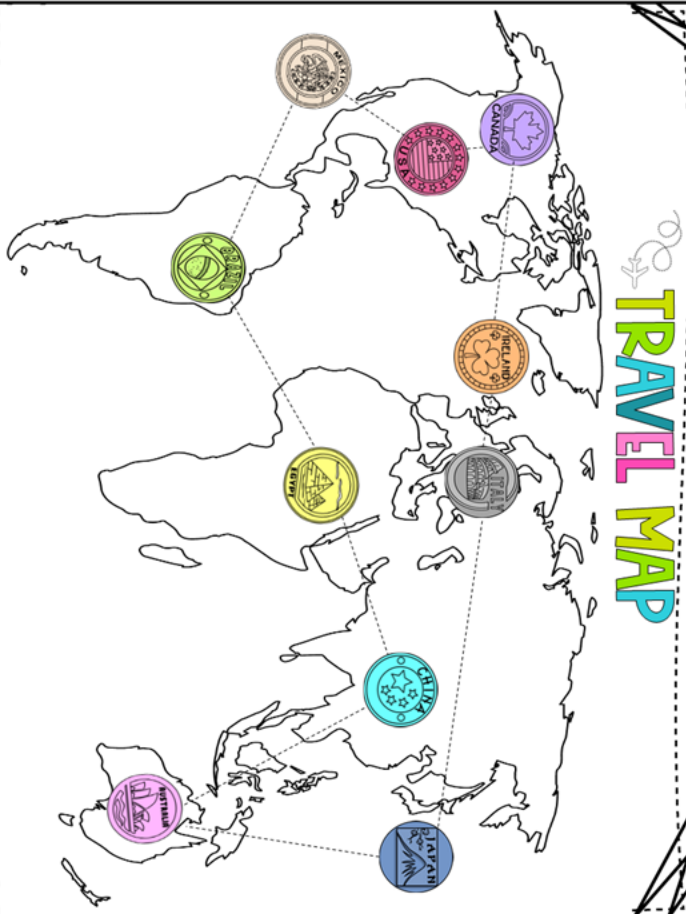 TRAVEL MAP
CANADA
IRELAND
ITALY
JAPAN
USA
CHINA
MEXICO
EGYPT
BRAZIL
AUSTRALIA